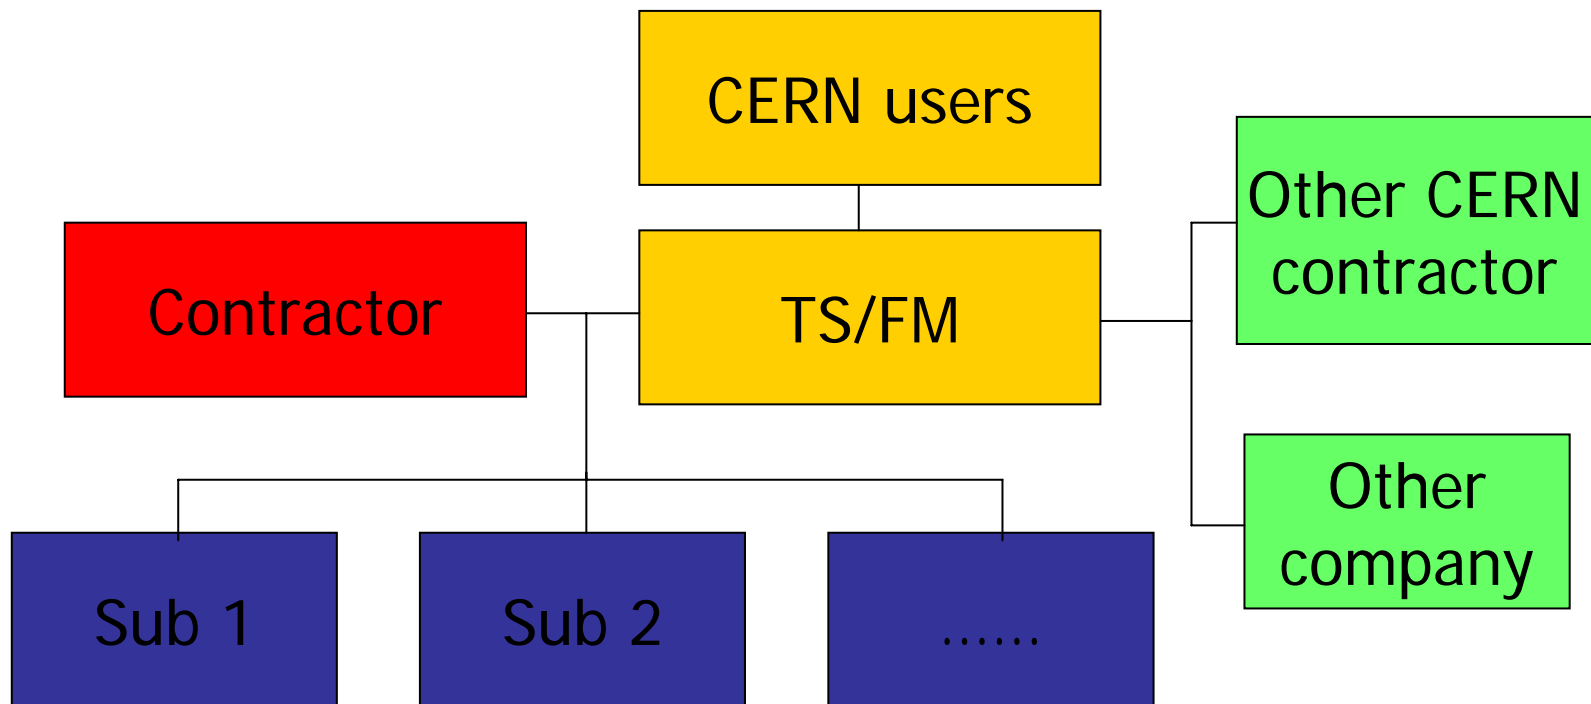 CERN users
Other CERN
contractor
Contractor
TS/FM
Other
company
Sub 1
Sub 2
......